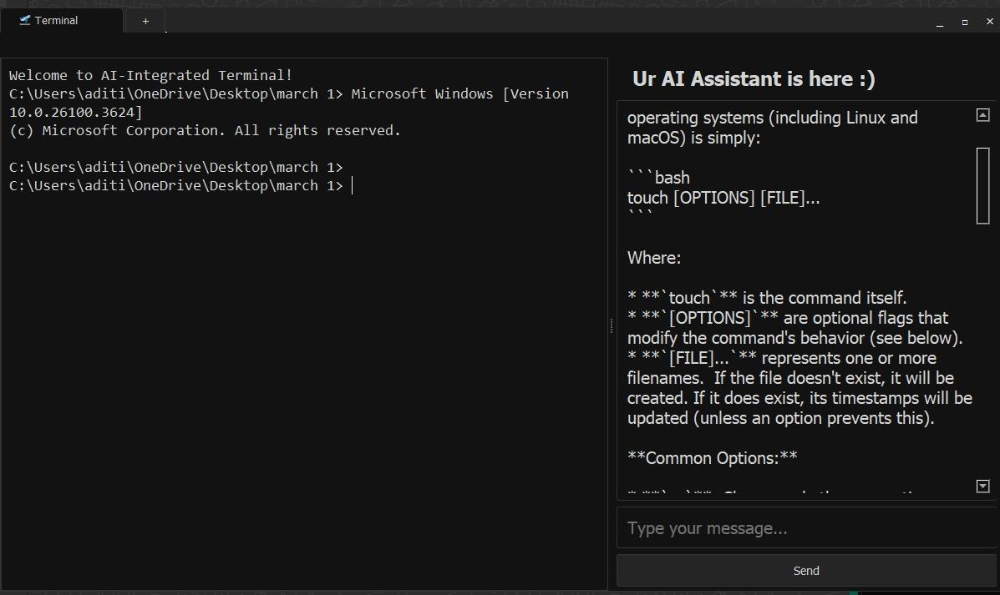 Terminal
+
Welcome to AI-Integrated Terminal!
C:\Users\aditi\OneDrive\Desktop\march 1> Microsoft Windows [Version
10.0.26100.3624]
(c) Microsoft Corporation. All rights reserved.
C:\Users\aditi\OneDrive\Desktop\march 1>
C:\Users\aditi\OneDrive\Desktop\march 1>
Ur AI Assistant is here :)
operating systems (including Linux and
macOS) is simply:
```bash
touch [OPTIONS] [FILE]...
```
Where:
* **`touch`** is the command itself.
* **`[OPTIONS]`** are optional flags that
modify the command's behavior (see below).
* **`[FILE]...`** represents one or more
filenames.  If the file doesn't exist, it will be
created. If it does exist, its timestamps will be
updated (unless an option prevents this).
**Common Options:**
Type your message...
Send